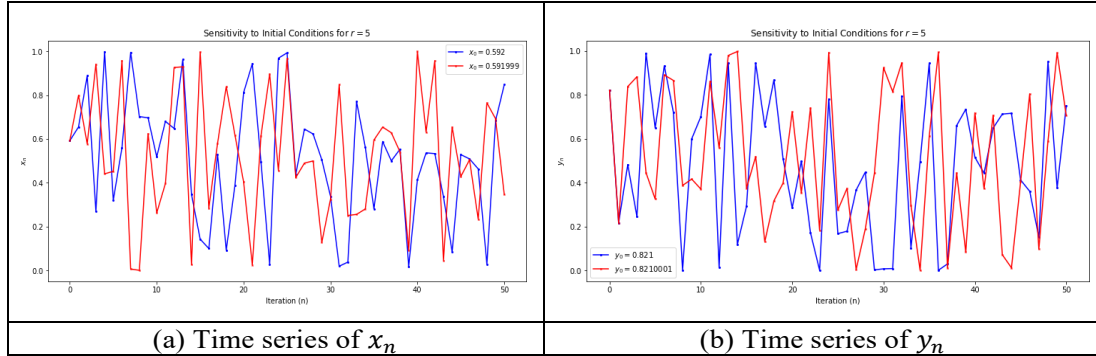 Sensitivity to Initial Conditions for r = 5
1.0
0.8
0.6
0.4
0.2
0.0
xₙ
x₀ = 0.592
x₀ = 0.591999
0
10
20
30
40
50
Iteration (n)
Sensitivity to Initial Conditions for r = 5
1.0
0.8
0.6
0.4
0.2
0.0
yₙ
y₀ = 0.821
y₀ = 0.8210001
0
10
20
30
40
50
Iteration (n)
(a) Time series of xₙ
(b) Time series of yₙ